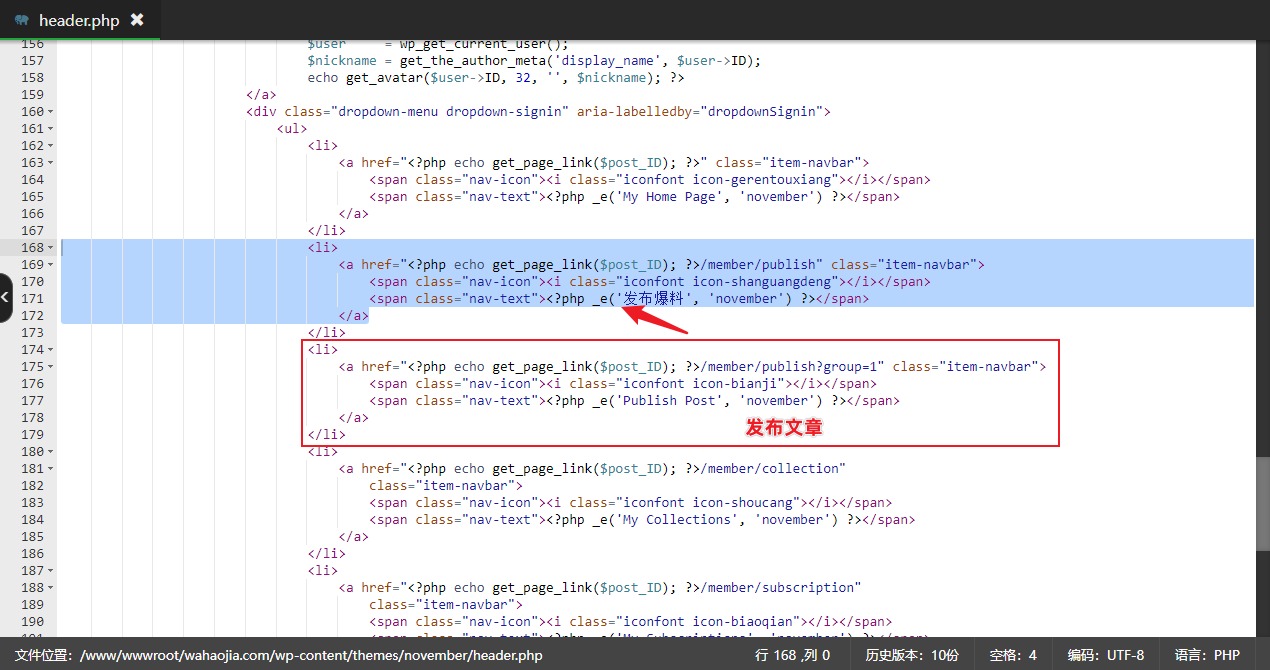 header.php ✖
156 $user = wp_get_current_user();
157 $nickname = get_the_author_meta('display_name', $user->ID);
158 echo get_avatar($user->ID, 32, '', $nickname); ?>
159 </a>
160 <div class="dropdown-menu dropdown-signin" aria-labelledby="dropdownSignin">
161 <ul>
162 <li>
163 <a href="<?php echo get_page_link($post_ID); ?>" class="item-navbar">
164 <span class="nav-icon"><i class="iconfont icon-gerentouxiang"></i></span>
165 <span class="nav-text"><?php _e('My Home Page', 'november') ?></span>
166 </a>
167 </li>
168 <li>
169 <a href="<?php echo get_page_link($post_ID); ?>/member/publish" class="item-navbar">
170 <span class="nav-icon"><i class="iconfont icon-shanguangdeng"></i></span>
171 <span class="nav-text"><?php _e('发布爆料', 'november') ?></span>
172 </a>
173 </li>
174 <li>
175 <a href="<?php echo get_page_link($post_ID); ?>/member/publish?group=1" class="item-navbar">
176 <span class="nav-icon"><i class="iconfont icon-bianji"></i></span>
177 <span class="nav-text"><?php _e('Publish Post', 'november') ?></span>
178 </a>
发布文章
179 </li>
180 <li>
181 <a href="<?php echo get_page_link($post_ID); ?>/member/collection"
182 class="item-navbar">
183 <span class="nav-icon"><i class="iconfont icon-shoucang"></i></span>
184 <span class="nav-text"><?php _e('My Collections', 'november') ?></span>
185 </a>
186 </li>
187 <li>
188 <a href="<?php echo get_page_link($post_ID); ?>/member/subscription"
189 class="item-navbar">
190 <span class="nav-icon"><i class="iconfont icon-biaoqian"></i></span>
191 <span class="nav-text"><?php _e('My Subscriptions', 'november') ?></span>
文件位置: /www/wwwroot/wahaojia.com/wp-content/themes/november/header.php 行 168 ,列 0 历史版本: 10份 空格: 4 编码: UTF-8 语言: PHP